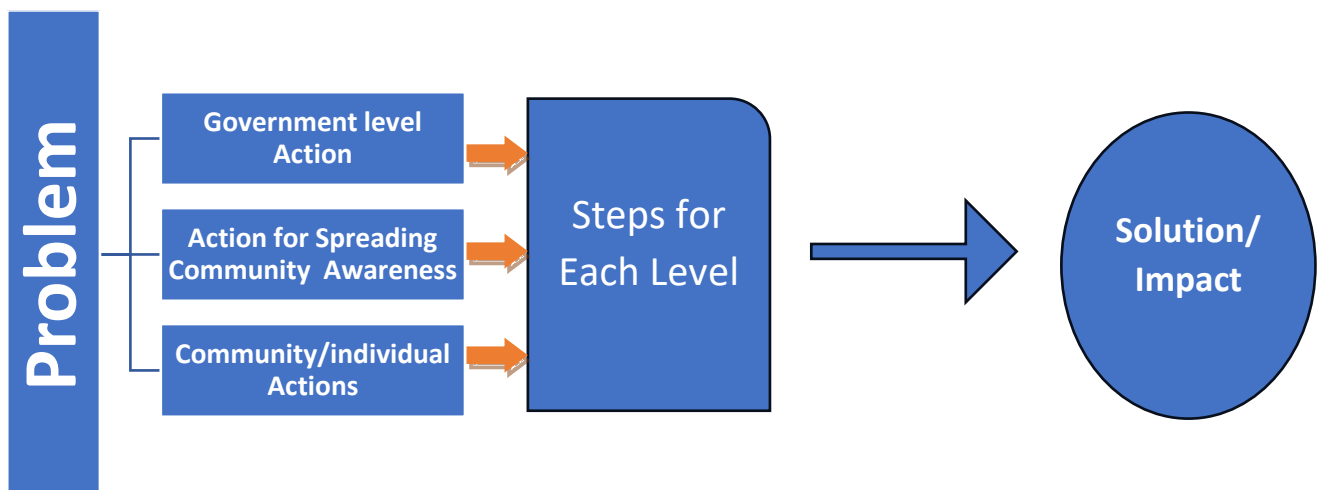 Problem
Government level
Action
Action for Spreading
Community Awareness
Community/individual
Actions
Steps for
Each Level
Solution/
Impact